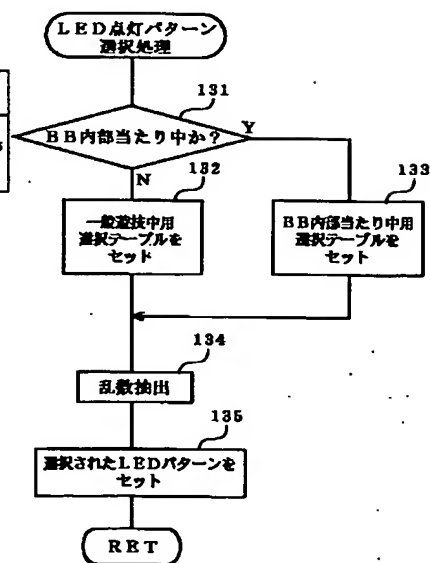 LED点灯パターン
選択処理
131
BB内部当たり中か?
Y
N
132
一般遊技中用
選択テーブルを
セット
133
BB内部当たり中用
選択テーブルを
セット
134
乱数抽出
135
選択されたLEDパターンを
セット
RET